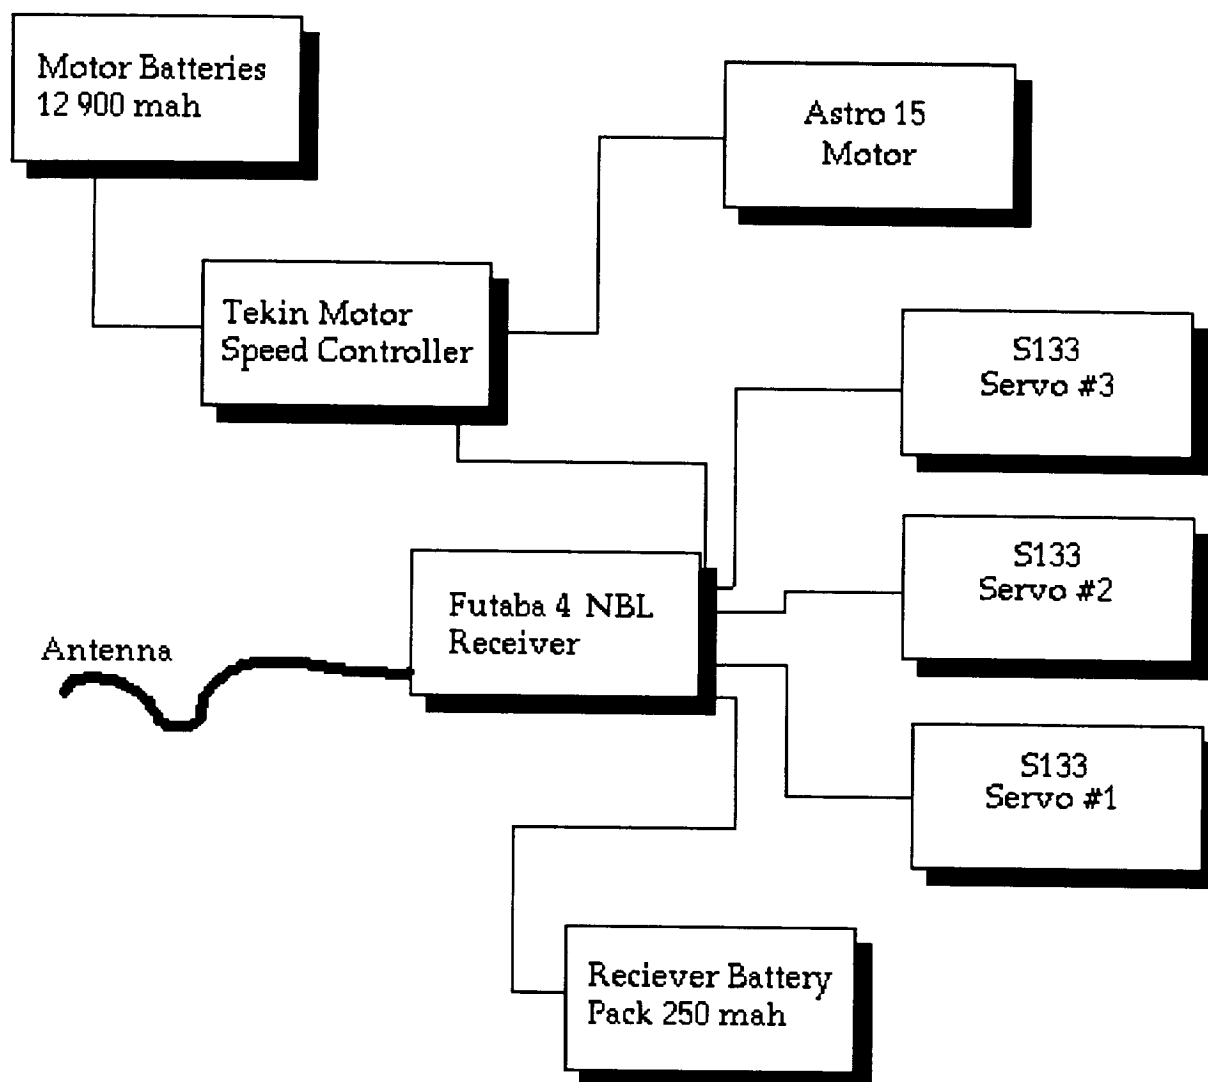 Motor Batteries
12 900 mah
Astro 15
Motor
Tekin Motor
Speed Controller
S133
Servo #3
S133
Servo #2
Futaba 4 NBL
Receiver
Antenna
S133
Servo #1
Reciever Battery
Pack 250 mah